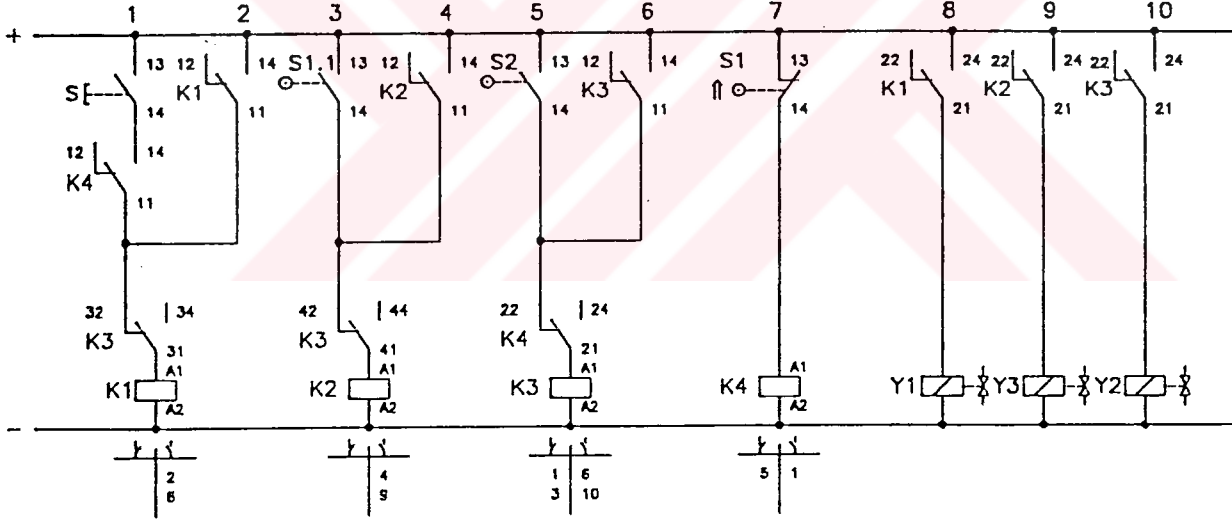 1 2 3 4 5 6 7 8 9 10
+
13 12 14 S1.1 13 12 14 S2 13 12 14 S1 13 22 24 22 24 22 24
S K1 K2 K3 K1 K2 K3
14 11 14 11 14 11 14 21 21 21
12 14
K4
11
32 34 42 44 22 24
K3 K3 K4
31 41 21
K1 A1 K2 A1 K3 A1 K4 A1 Y1 Y3 Y2
A2 A2 A2 A2
-
2 4 1 6 5 1
8 9 3 10